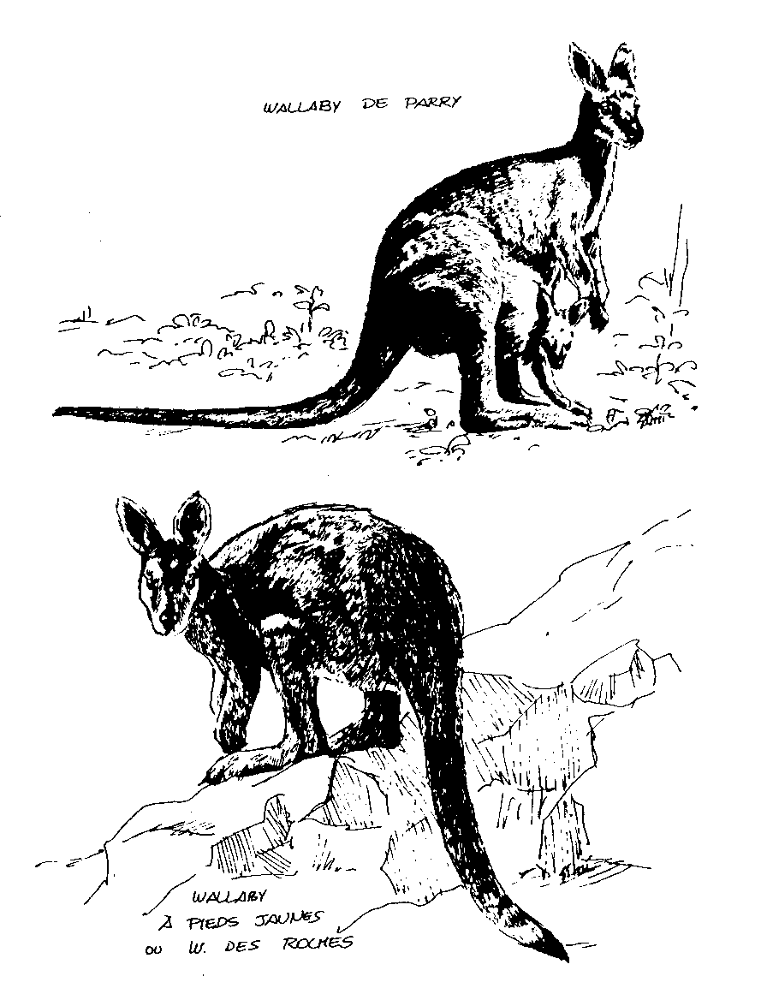 WALLABY DE PARRY
WALLABY
À PIEDS JAUNES
OU W. DES ROCHES